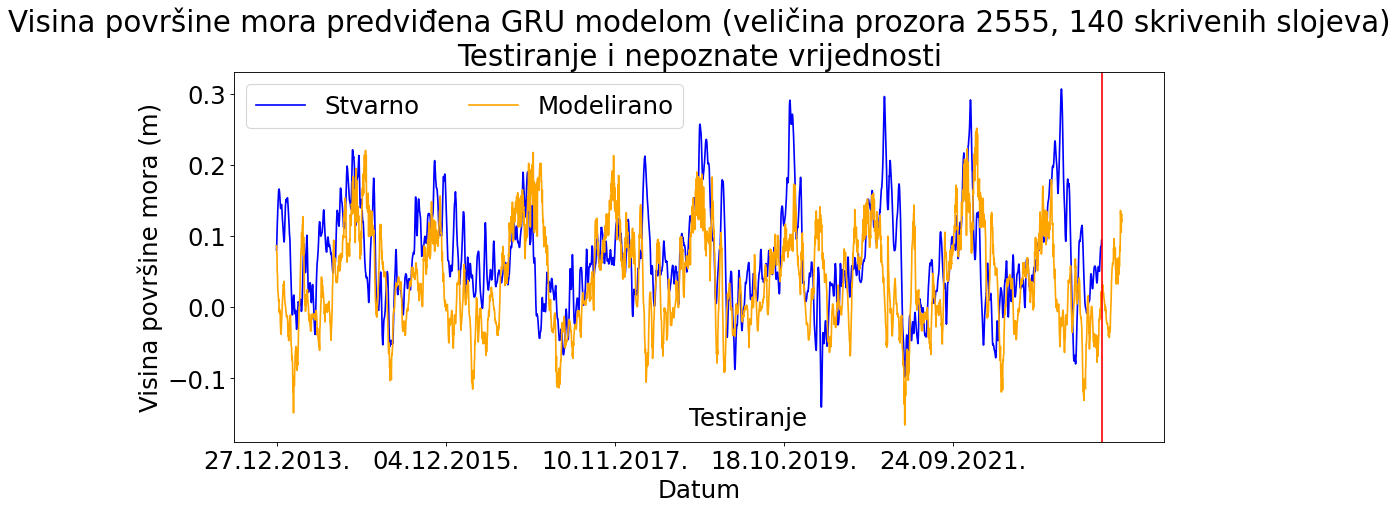 Visina površine mora predviđena GRU modelom (veličina prozora 2555, 140 skrivenih slojeva)
Testiranje i nepoznate vrijednosti
Stvarno
Modelirano
Visina površine mora (m)
0.3
0.2
0.1
0.0
−0.1
Testiranje
27.12.2013.
04.12.2015.
10.11.2017.
18.10.2019.
24.09.2021.
Datum